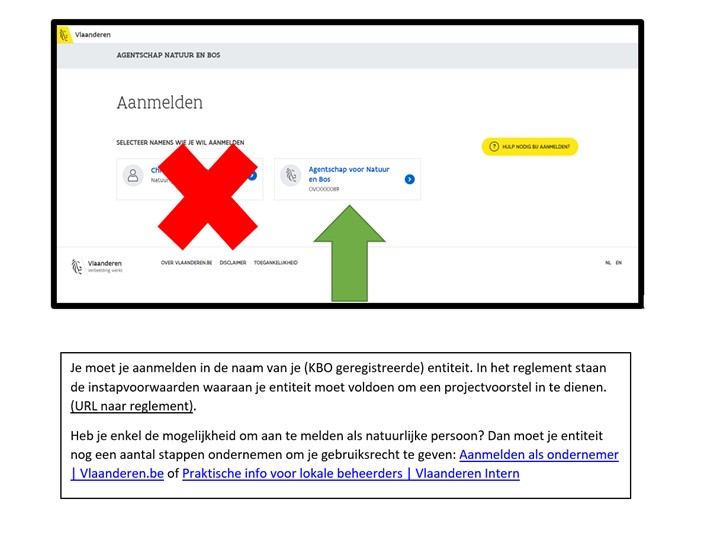 Vlaanderen
AGENTSCHAP NATUUR EN BOS
Aanmelden
SELECTEER NAMENS WIE JE WIL AANMELDEN
HULP NODIG BIJ AANMELDEN?
Agentschap voor Natuur
en Bos
OVO000089
Vlaanderen
verbeelding werkt
OVER VLAANDEREN.BE DISCLAIMER TOEGANKELIJKHEID
NL EN
Je moet je aanmelden in de naam van je (KBO geregistreerde) entiteit. In het reglement staan
de instapvoorwaarden waaraan je entiteit moet voldoen om een projectvoorstel in te dienen.
(URL naar reglement).
Heb je enkel de mogelijkheid om aan te melden als natuurlijke persoon? Dan moet je entiteit
nog een aantal stappen ondernemen om je gebruiksrecht te geven: Aanmelden als ondernemer
| Vlaanderen.be of Praktische info voor lokale beheerders | Vlaanderen Intern